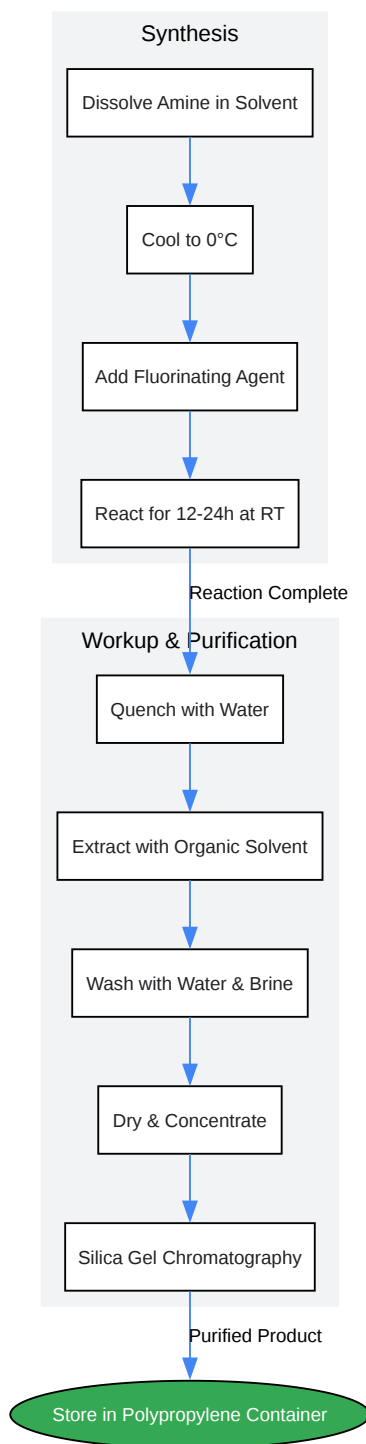 Synthesis
Dissolve Amine in Solvent
Cool to 0°C
Add Fluorinating Agent
React for 12-24h at RT
Reaction Complete
Workup & Purification
Quench with Water
Extract with Organic Solvent
Wash with Water & Brine
Dry & Concentrate
Silica Gel Chromatography
Purified Product
Store in Polypropylene Container